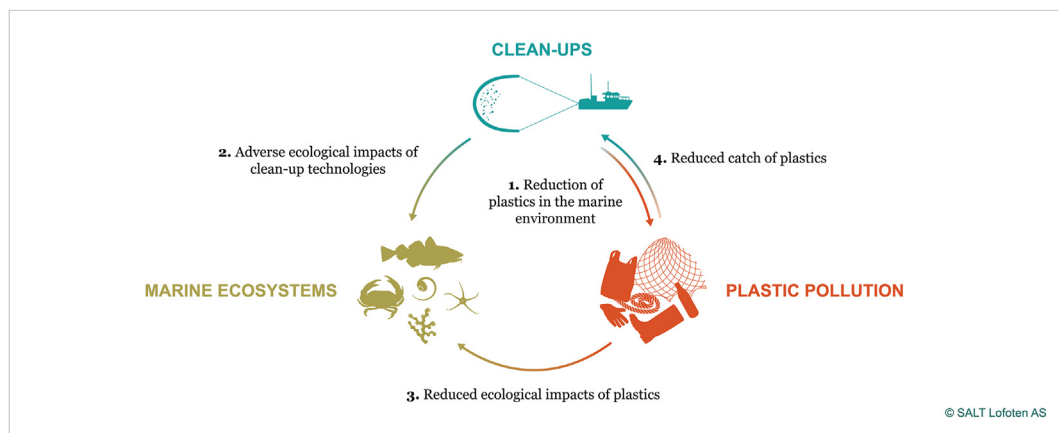 CLEAN-UPS
2. Adverse ecological impacts of
clean-up technologies
4. Reduced catch of plastics
1. Reduction of
plastics in the marine
environment
MARINE ECOSYSTEMS
PLASTIC POLLUTION
3. Reduced ecological impacts of plastics
© SALT Lofoten AS